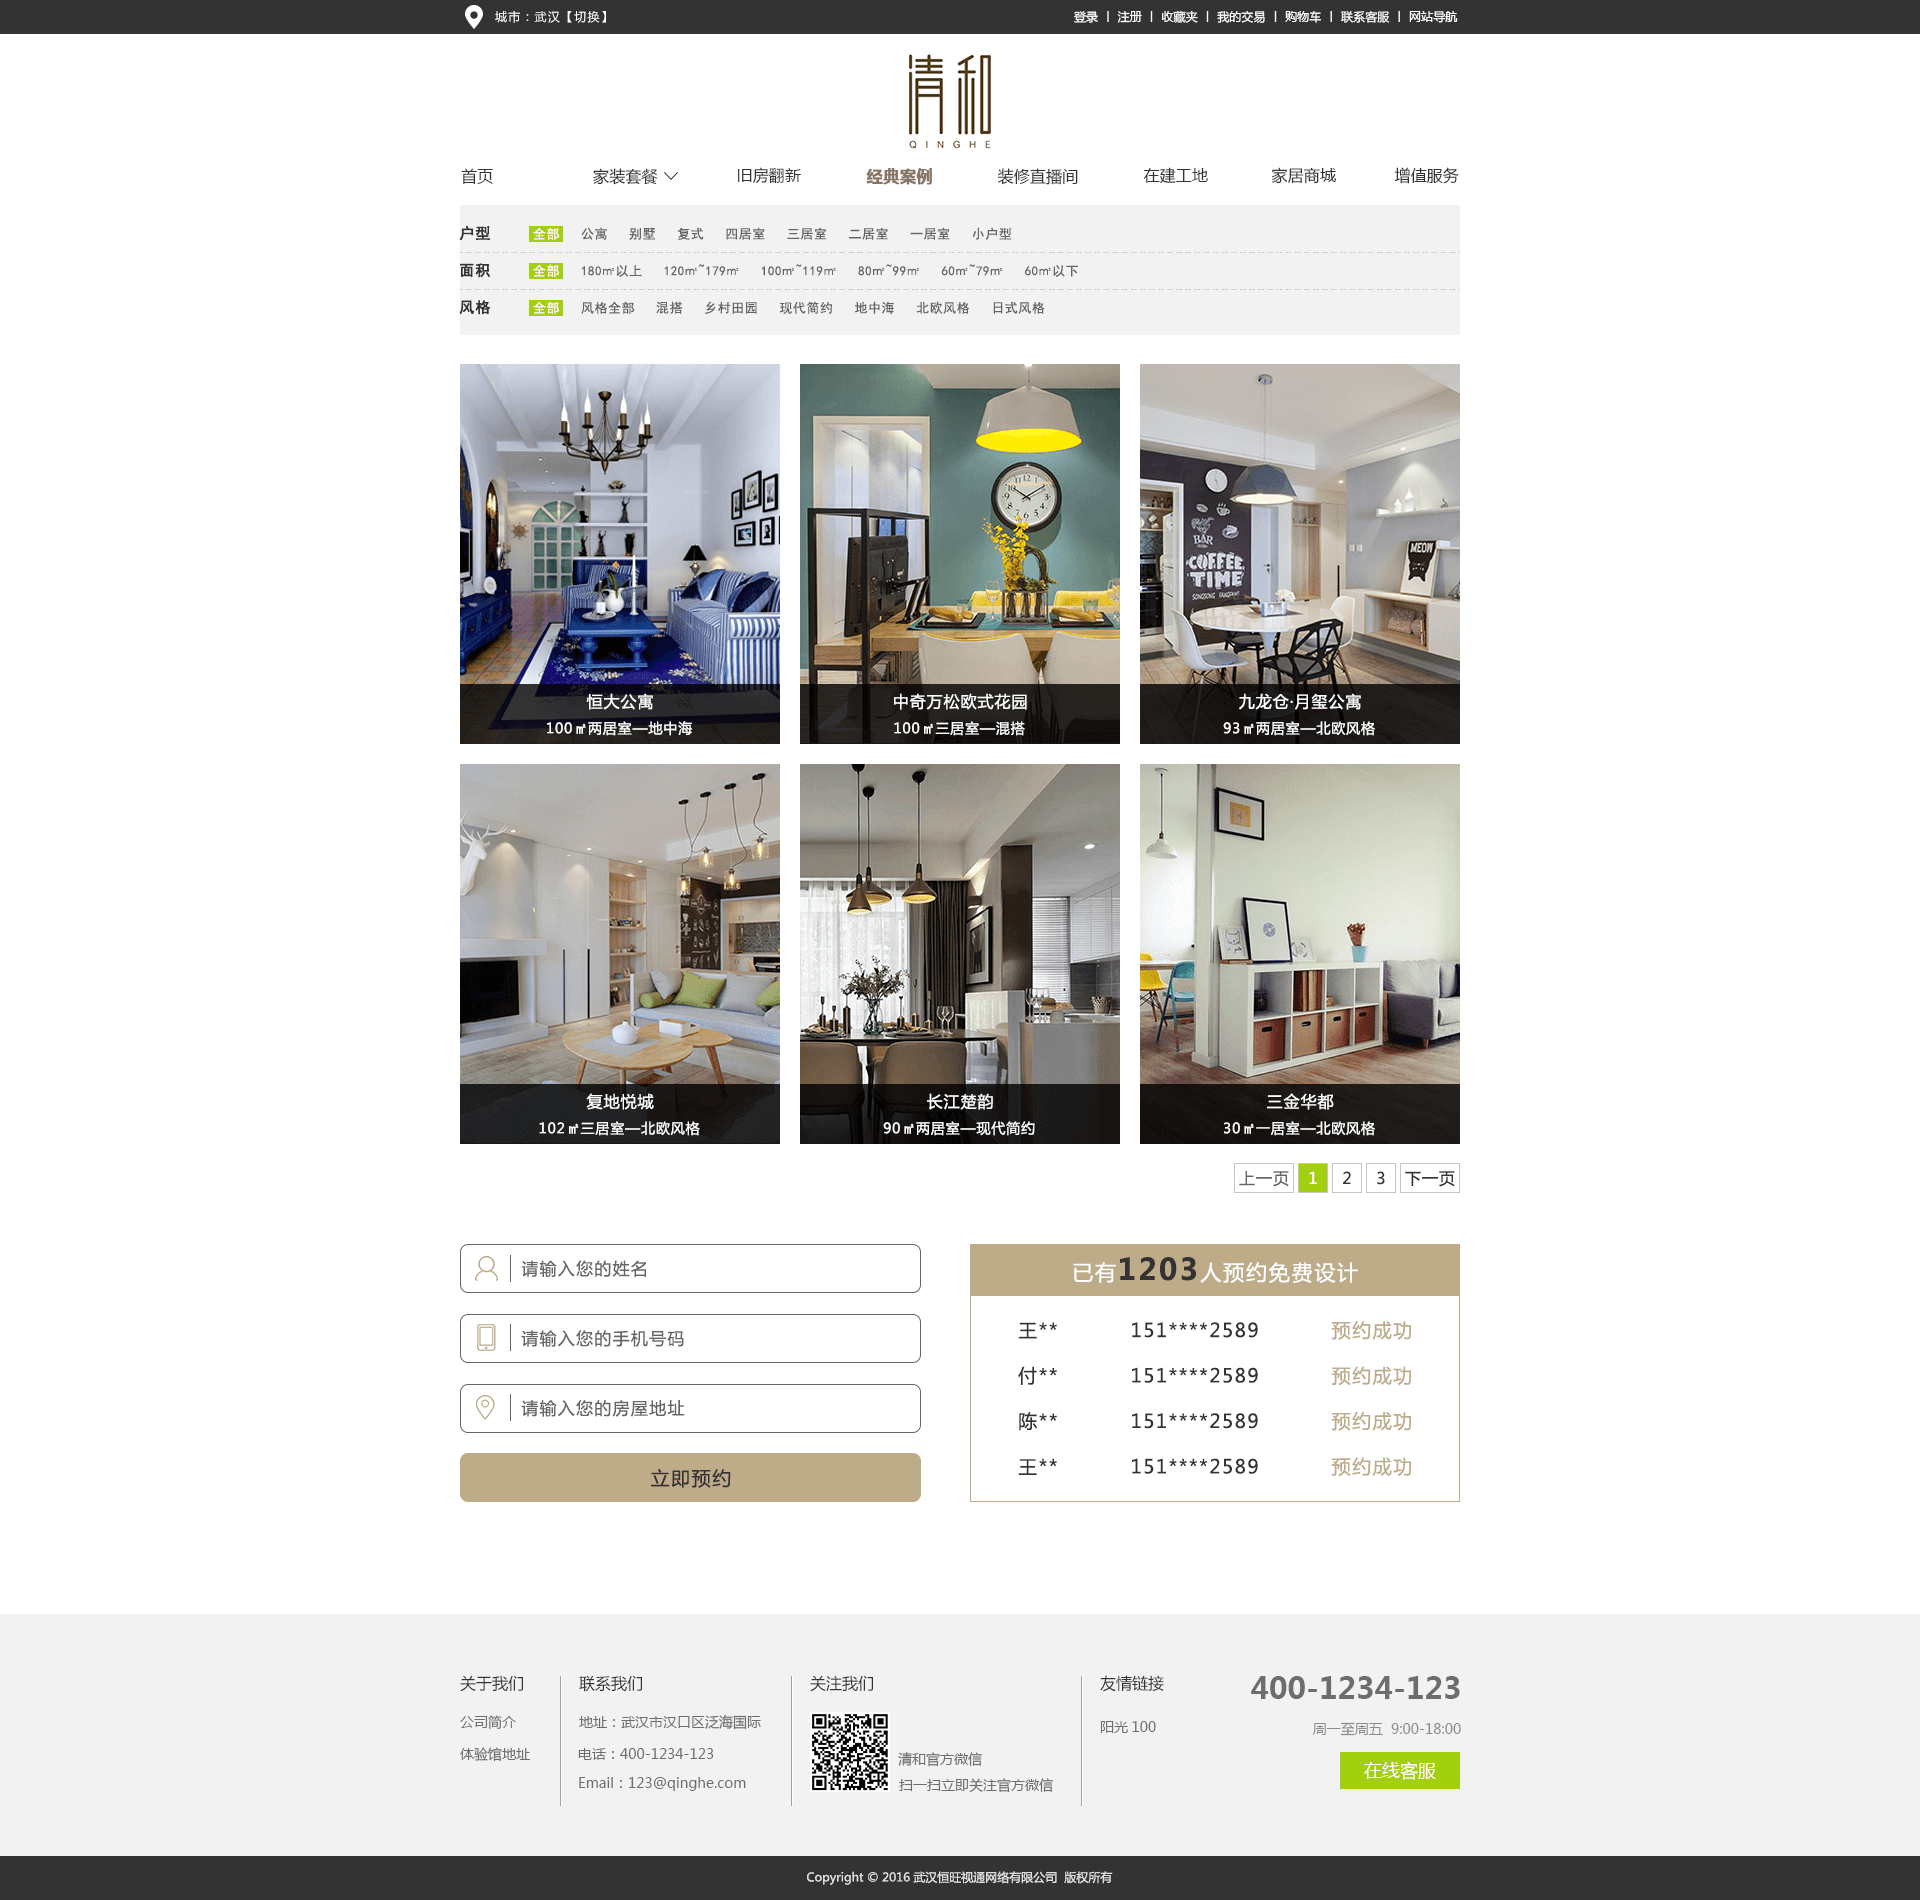 城市：武汉【切换】
登录 | 注册 | 收藏夹 | 我的交易 | 购物车 | 联系客服 | 网站导航
清和
QINGHE
首页 家装套餐 旧房翻新 经典案例 装修直播间 在建工地 家居商城 增值服务
户型 全部 公寓 别墅 复式 四居室 三居室 二居室 一居室 小户型
面积 全部 180㎡以上 120㎡~179㎡ 100㎡~119㎡ 80㎡~99㎡ 60㎡~79㎡ 60㎡以下
风格 全部 风格全部 混搭 乡村田园 现代简约 地中海 北欧风格 日式风格
BAR
COFFEE
TIME
MEOW
恒大公寓
100㎡两居室—地中海
中奇万松欧式花园
100㎡三居室—混搭
九龙仓·月玺公寓
93㎡两居室—北欧风格
复地悦城
102㎡三居室—北欧风格
长江楚韵
90㎡两居室—现代简约
三金华都
30㎡一居室—北欧风格
上一页 1 2 3 下一页
请输入您的姓名
请输入您的手机号码
请输入您的房屋地址
立即预约
已有1203人预约免费设计
王** 151****2589 预约成功
付** 151****2589 预约成功
陈** 151****2589 预约成功
王** 151****2589 预约成功
关于我们
公司简介
体验馆地址
联系我们
地址：武汉市汉口区泛海国际
电话：400-1234-123
Email：123@qinghe.com
关注我们
清和官方微信
扫一扫立即关注官方微信
友情链接
阳光 100
400-1234-123
周一至周五 9:00-18:00
在线客服
Copyright © 2016 武汉恒旺视通网络有限公司 版权所有